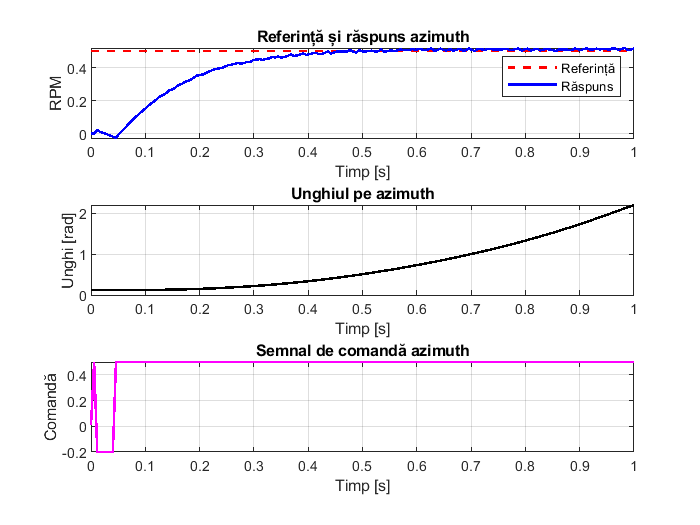 Referință și răspuns azimuth
RPM
0.4
0.2
0
Referință
Răspuns
0 0.1 0.2 0.3 0.4 0.5 0.6 0.7 0.8 0.9 1
Timp [s]
Unghiul pe azimuth
Unghi [rad]
2
1
0
0 0.1 0.2 0.3 0.4 0.5 0.6 0.7 0.8 0.9 1
Timp [s]
Semnal de comandă azimuth
Comandă
0.4
0.2
0
-0.2
0 0.1 0.2 0.3 0.4 0.5 0.6 0.7 0.8 0.9 1
Timp [s]